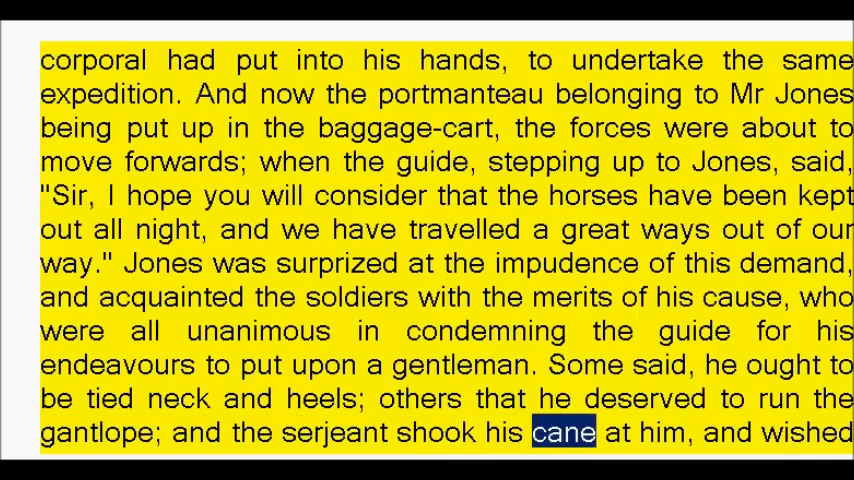 corporal had put into his hands, to undertake the same
expedition. And now the portmanteau belonging to Mr Jones
being put up in the baggage-cart, the forces were about to
move forwards; when the guide, stepping up to Jones, said,
"Sir, I hope you will consider that the horses have been kept
out all night, and we have travelled a great ways out of our
way." Jones was surprized at the impudence of this demand,
and acquainted the soldiers with the merits of his cause, who
were all unanimous in condemning the guide for his
endeavours to put upon a gentleman. Some said, he ought to
be tied neck and heels; others that he deserved to run the
gantlope; and the serjeant shook his cane at him, and wished